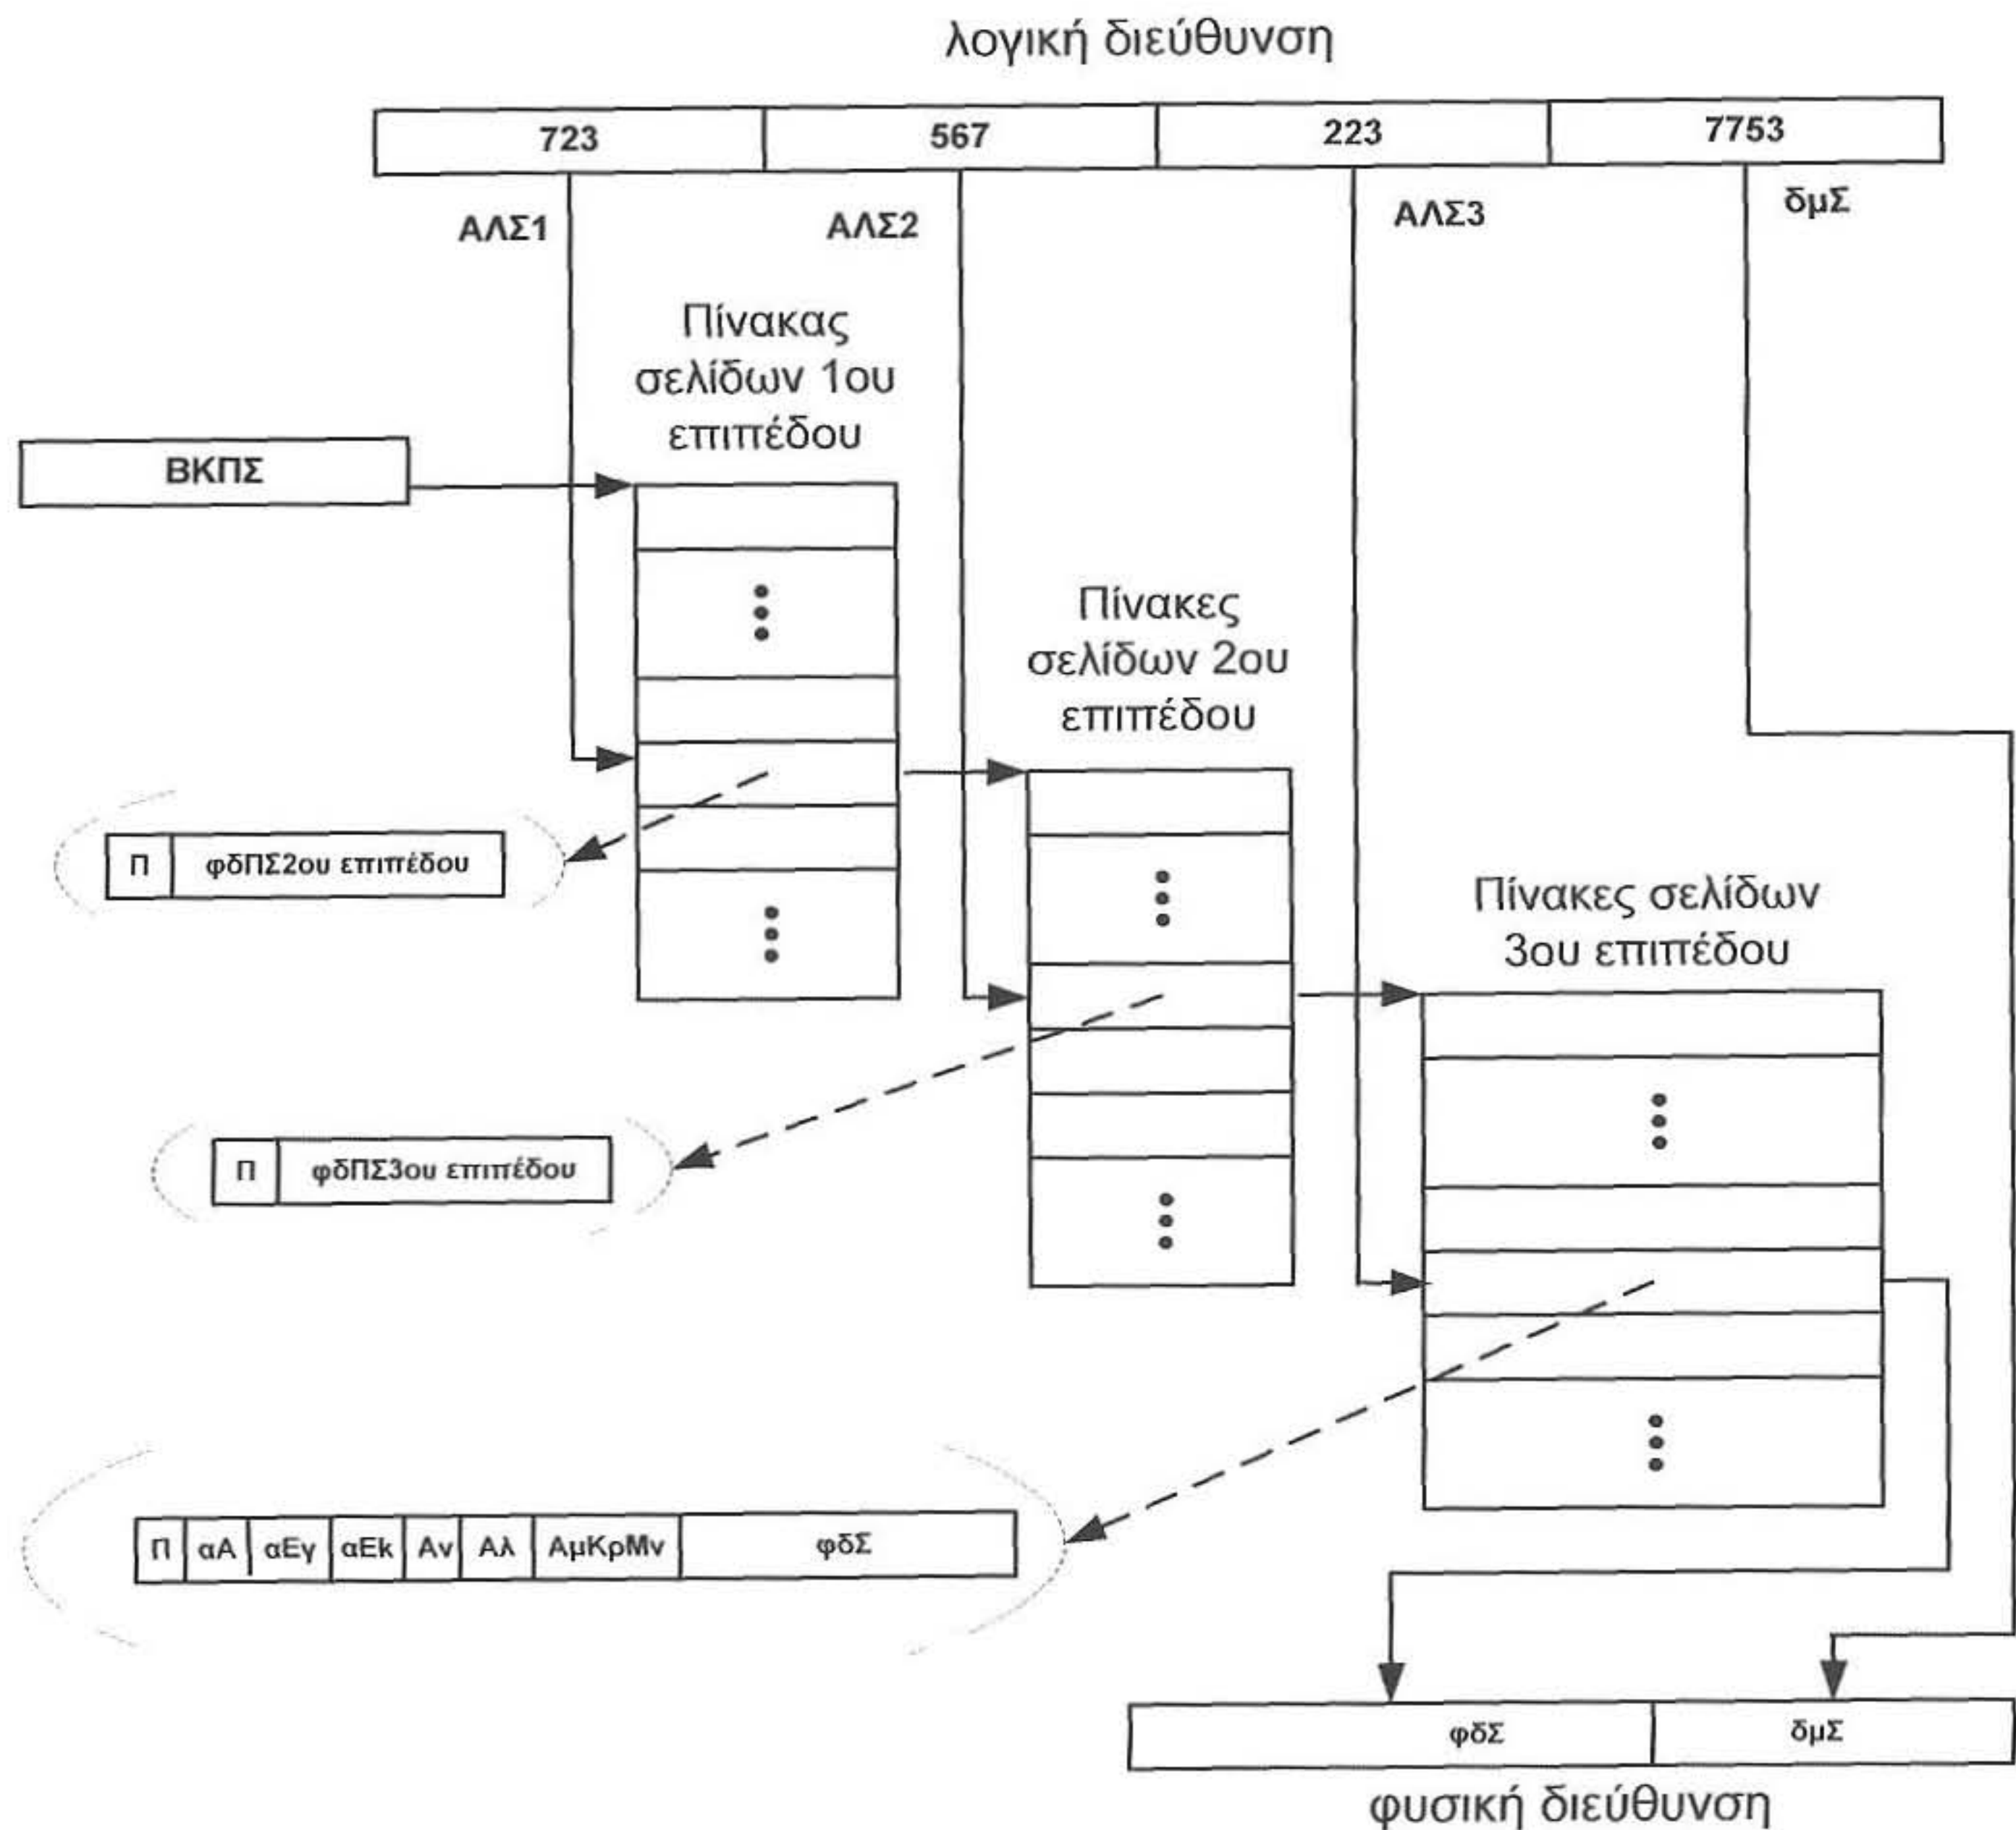 λογική διεύθυνση
723 567 223 7753
ΑΛΣ1 ΑΛΣ2 ΑΛΣ3 δμΣ
Πίνακας
σελίδων 1ου
επιπέδου
ΒΚΠΣ
Πίνακες
σελίδων 2ου
επιπέδου
Π φδΠΣ2ου επιπέδου
Πίνακες σελίδων
3ου επιπέδου
Π φδΠΣ3ου επιπέδου
Π αΑ αΕγ αΕk Αν Αλ ΑμΚρΜν φδΣ
φδΣ δμΣ
φυσική διεύθυνση